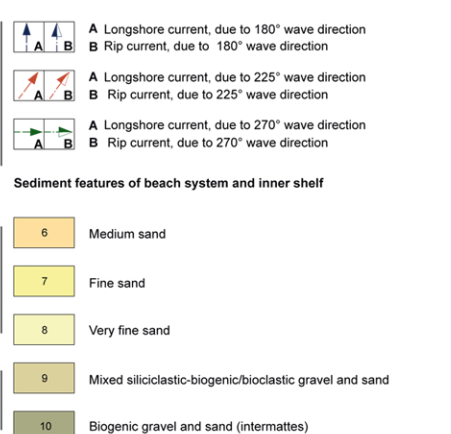 A Longshore current, due to 180° wave direction
A B B Rip current, due to 180° wave direction
A Longshore current, due to 225° wave direction
A B B Rip current, due to 225° wave direction
A Longshore current, due to 270° wave direction
A B B Rip current, due to 270° wave direction
Sediment features of beach system and inner shelf
6 Medium sand
7 Fine sand
8 Very fine sand
9 Mixed siliciclastic-biogenic/bioclastic gravel and sand
10 Biogenic gravel and sand (intermattes)